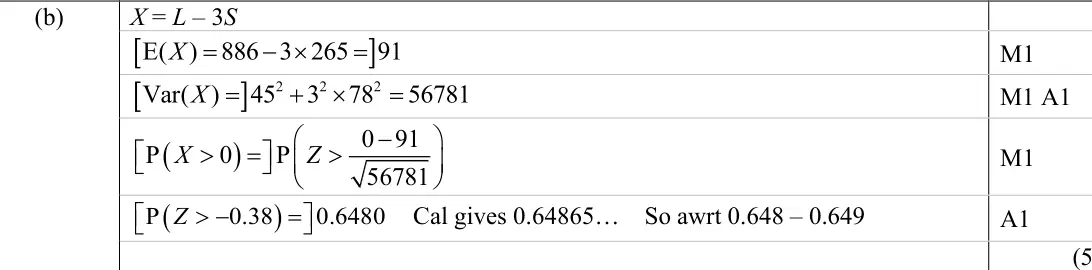 (b) X = L – 3S
[E(X) = 886 – 3×265 =]91 M1
[Var(X) =]45² + 3² × 78² = 56781 M1 A1
[P(X > 0) =]P(Z > (0 – 91)/√56781) M1
[P(Z > –0.38) =]0.6480 Cal gives 0.64865… So awrt 0.648 – 0.649 A1
(5